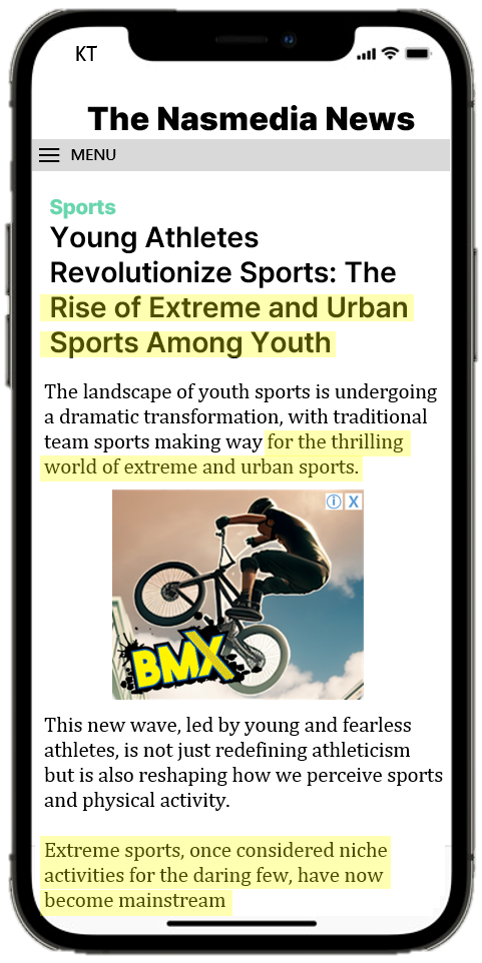 KT
The Nasmedia News
MENU
Sports
Young Athletes
Revolutionize Sports: The
Rise of Extreme and Urban
Sports Among Youth
The landscape of youth sports is undergoing
a dramatic transformation, with traditional
team sports making way for the thrilling
world of extreme and urban sports.
X
BMX
This new wave, led by young and fearless
athletes, is not just redefining athleticism
but is also reshaping how we perceive sports
and physical activity.
Extreme sports, once considered niche
activities for the daring few, have now
become mainstream